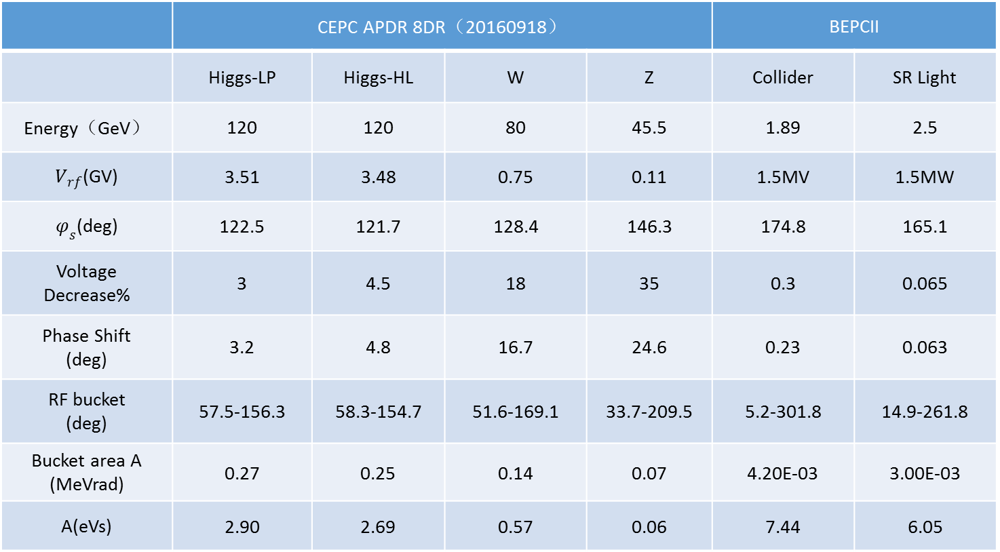 CEPC APDR 8DR（20160918） BEPCII
Higgs-LP Higgs-HL W Z Collider SR Light
Energy（GeV） 120 120 80 45.5 1.89 2.5
V_rf(GV) 3.51 3.48 0.75 0.11 1.5MV 1.5MW
φ_s(deg) 122.5 121.7 128.4 146.3 174.8 165.1
Voltage
Decrease% 3 4.5 18 35 0.3 0.065
Phase Shift
(deg) 3.2 4.8 16.7 24.6 0.23 0.063
RF bucket
(deg) 57.5-156.3 58.3-154.7 51.6-169.1 33.7-209.5 5.2-301.8 14.9-261.8
Bucket area A
(MeVrad) 0.27 0.25 0.14 0.07 4.20E-03 3.00E-03
A(eVs) 2.90 2.69 0.57 0.06 7.44 6.05